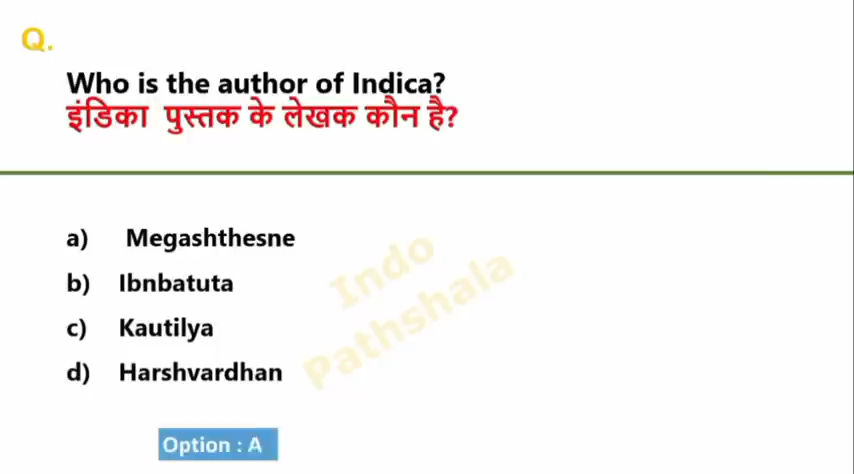 Q.
Who is the author of Indica?
इंडिका पुस्तक के लेखक कौन है?
a) Megashthesne
b) Ibnbatuta
c) Kautilya
d) Harshvardhan
Indo
Pathshala
Option : A